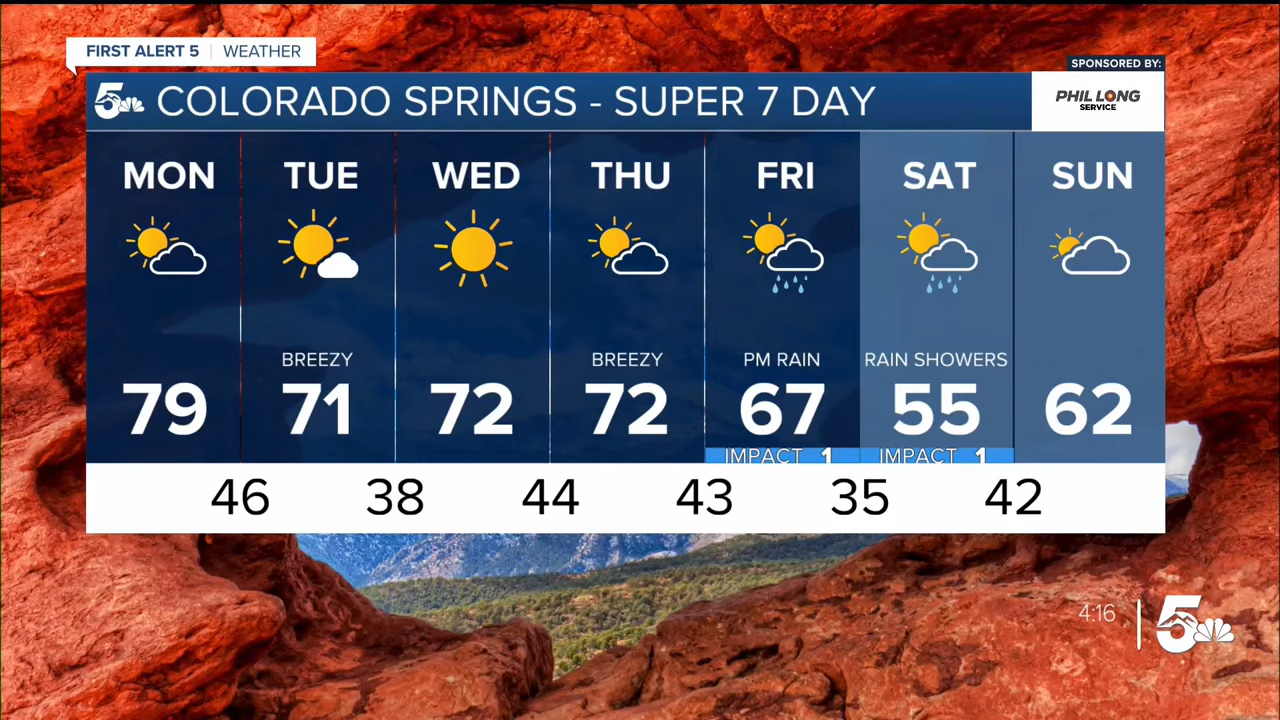 FIRST ALERT 5 | WEATHER
SPONSORED BY:
5 COLORADO SPRINGS - SUPER 7 DAY
PHIL LONG
SERVICE
MON TUE WED THU FRI SAT SUN
BREEZY BREEZY PM RAIN RAIN SHOWERS
79 71 72 72 67 55 62
IMPACT 1 IMPACT 1
46 38 44 43 35 42
4:16 5